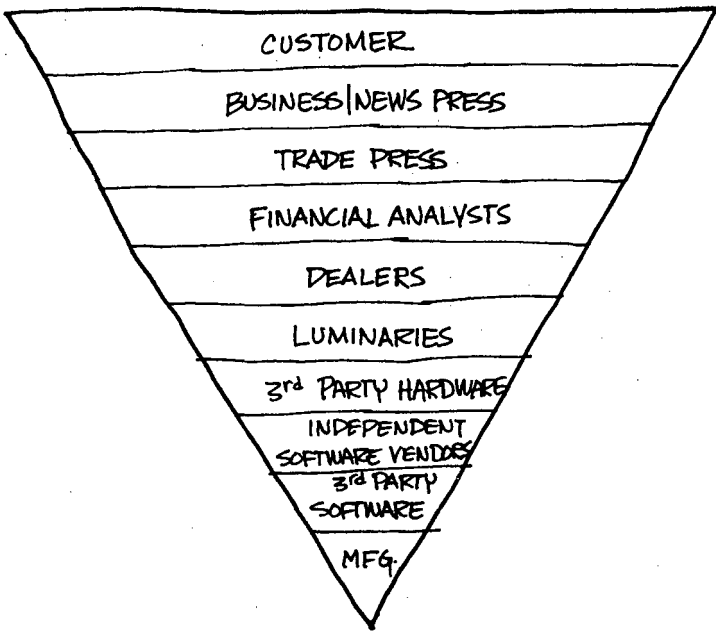 CUSTOMER
BUSINESS|NEWS PRESS
TRADE PRESS
FINANCIAL ANALYSTS
DEALERS
LUMINARIES
3rd PARTY HARDWARE
INDEPENDENT
SOFTWARE VENDORS
3rd PARTY
SOFTWARE
MFG.